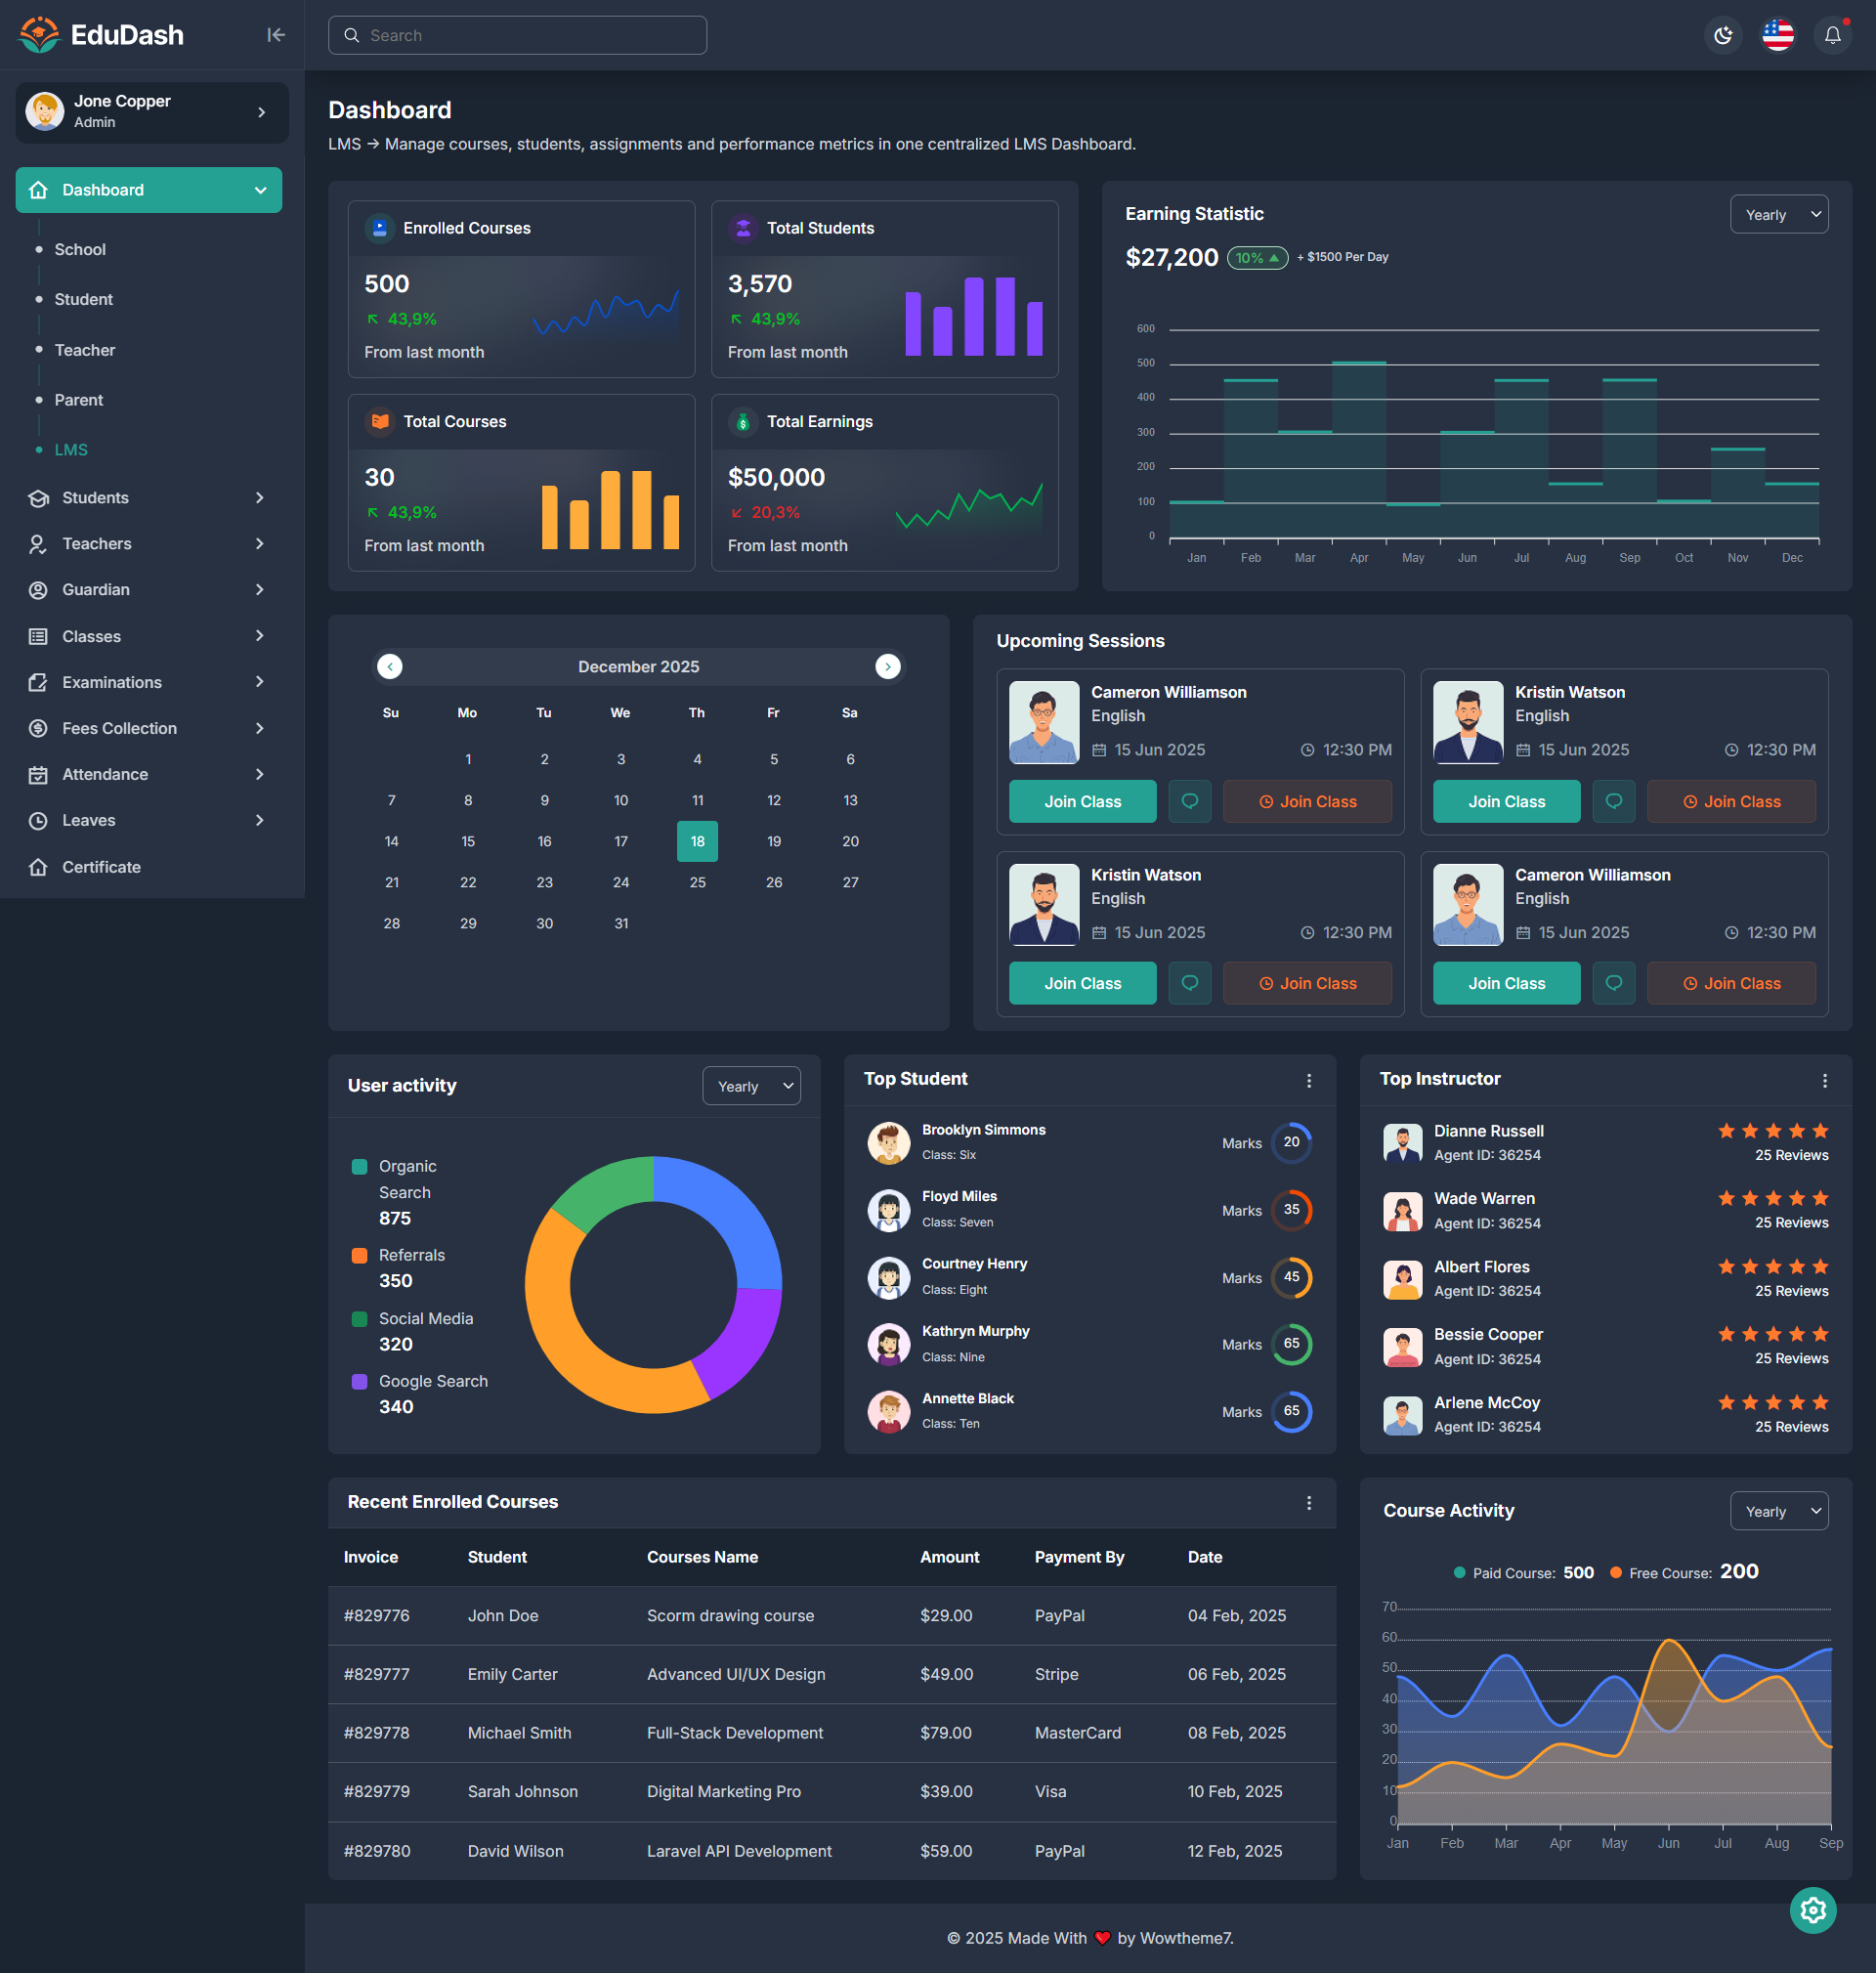 EduDash
Search
Jone Copper
Admin
Dashboard
School
Student
Teacher
Parent
LMS
Students
Teachers
Guardian
Classes
Examinations
Fees Collection
Attendance
Leaves
Certificate
Dashboard
LMS → Manage courses, students, assignments and performance metrics in one centralized LMS Dashboard.
Enrolled Courses
500
43,9%
From last month
Total Students
3,570
43,9%
From last month
Total Courses
30
43,9%
From last month
Total Earnings
$50,000
20,3%
From last month
Earning Statistic
Yearly
$27,200 10% + $1500 Per Day
600
500
400
300
200
100
0
Jan Feb Mar Apr May Jun Jul Aug Sep Oct Nov Dec
December 2025
Su Mo Tu We Th Fr Sa
1 2 3 4 5 6
7 8 9 10 11 12 13
14 15 16 17 18 19 20
21 22 23 24 25 26 27
28 29 30 31
Upcoming Sessions
Cameron Williamson
English
15 Jun 2025 12:30 PM
Join Class Join Class
Kristin Watson
English
15 Jun 2025 12:30 PM
Join Class Join Class
Kristin Watson
English
15 Jun 2025 12:30 PM
Join Class Join Class
Cameron Williamson
English
15 Jun 2025 12:30 PM
Join Class Join Class
User activity
Yearly
Organic
Search
875
Referrals
350
Social Media
320
Google Search
340
Top Student
Brooklyn Simmons
Class: Six
Marks 20
Floyd Miles
Class: Seven
Marks 35
Courtney Henry
Class: Eight
Marks 45
Kathryn Murphy
Class: Nine
Marks 65
Annette Black
Class: Ten
Marks 65
Top Instructor
Dianne Russell
Agent ID: 36254
25 Reviews
Wade Warren
Agent ID: 36254
25 Reviews
Albert Flores
Agent ID: 36254
25 Reviews
Bessie Cooper
Agent ID: 36254
25 Reviews
Arlene McCoy
Agent ID: 36254
25 Reviews
Recent Enrolled Courses
Invoice Student Courses Name Amount Payment By Date
#829776 John Doe Scorm drawing course $29.00 PayPal 04 Feb, 2025
#829777 Emily Carter Advanced UI/UX Design $49.00 Stripe 06 Feb, 2025
#829778 Michael Smith Full-Stack Development $79.00 MasterCard 08 Feb, 2025
#829779 Sarah Johnson Digital Marketing Pro $39.00 Visa 10 Feb, 2025
#829780 David Wilson Laravel API Development $59.00 PayPal 12 Feb, 2025
Course Activity
Yearly
Paid Course: 500 Free Course: 200
70
60
50
40
30
20
10
0
Jan Feb Mar Apr May Jun Jul Aug Sep
© 2025 Made With ❤️ by Wowtheme7.